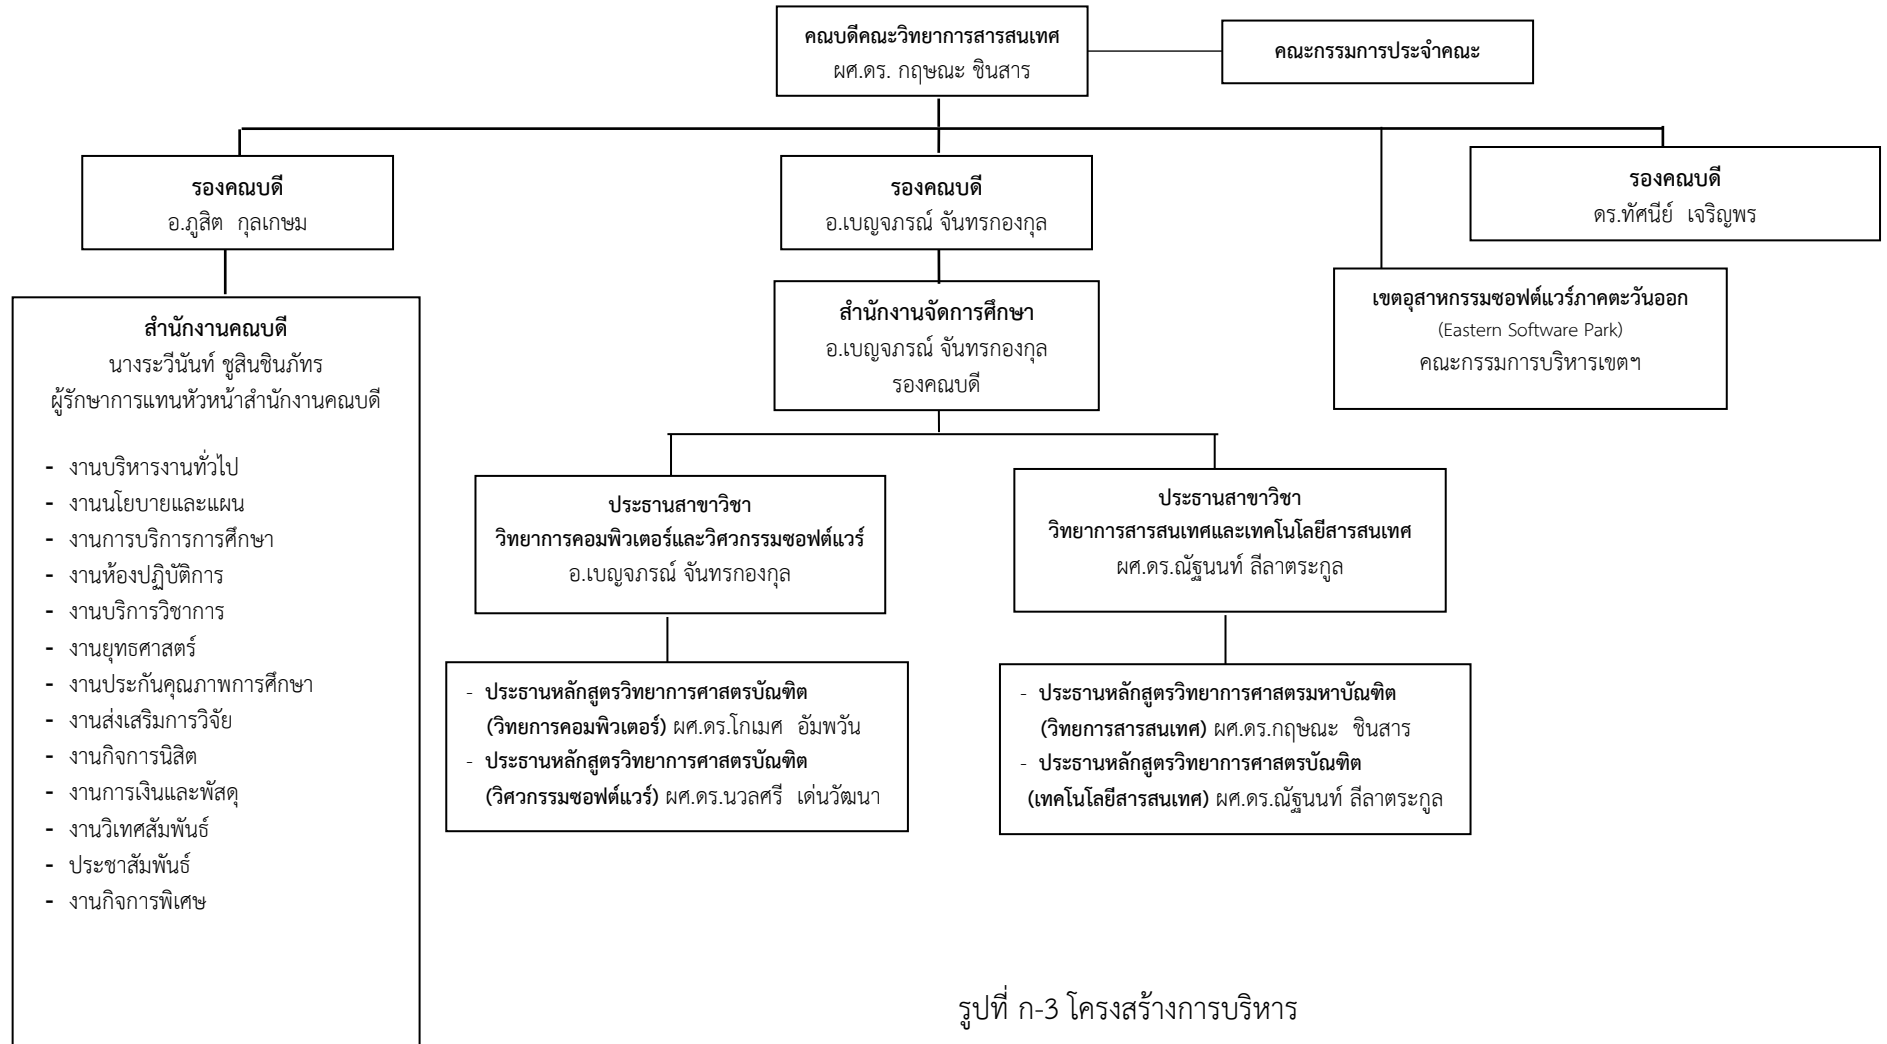 คณบดีคณะวิทยาการสารสนเทศ
ผศ.ดร. กฤษณะ ชินสาร
คณะกรรมการประจำคณะ
รองคณบดี
อ.ภูสิต กุลเกษม
รองคณบดี
อ.เบญจภรณ์ จันทรกองกุล
รองคณบดี
ดร.ทัศนีย์ เจริญพร
สำนักงานคณบดี
นางระวีนันท์ ชูสินชินภัทร
ผู้รักษาการแทนหัวหน้าสำนักงานคณบดี
- งานบริหารงานทั่วไป
- งานนโยบายและแผน
- งานการบริการการศึกษา
- งานห้องปฏิบัติการ
- งานบริการวิชาการ
- งานยุทธศาสตร์
- งานประกันคุณภาพการศึกษา
- งานส่งเสริมการวิจัย
- งานกิจการนิสิต
- งานการเงินและพัสดุ
- งานวิเทศสัมพันธ์
- ประชาสัมพันธ์
- งานกิจการพิเศษ
สำนักงานจัดการศึกษา
อ.เบญจภรณ์ จันทรกองกุล
รองคณบดี
เขตอุสาหกรรมซอฟต์แวร์ภาคตะวันออก
(Eastern Software Park)
คณะกรรมการบริหารเขตฯ
ประธานสาขาวิชา
วิทยาการคอมพิวเตอร์และวิศวกรรมซอฟต์แวร์
อ.เบญจภรณ์ จันทรกองกุล
ประธานสาขาวิชา
วิทยาการสารสนเทศและเทคโนโลยีสารสนเทศ
ผศ.ดร.ณัฐนนท์ ลีลาตระกูล
- ประธานหลักสูตรวิทยาการศาสตรบัณฑิต
(วิทยการคอมพิวเตอร์) ผศ.ดร.โกเมศ อัมพวัน
- ประธานหลักสูตรวิทยาการศาสตรบัณฑิต
(วิศวกรรมซอฟต์แวร์) ผศ.ดร.นวลศรี เด่นวัฒนา
- ประธานหลักสูตรวิทยาการศาสตรมหาบัณฑิต
(วิทยการสารสนเทศ) ผศ.ดร.กฤษณะ ชินสาร
- ประธานหลักสูตรวิทยาการศาสตรบัณฑิต
(เทคโนโลยีสารสนเทศ) ผศ.ดร.ณัฐนนท์ ลีลาตระกูล
รูปที่ ก-3 โครงสร้างการบริหาร